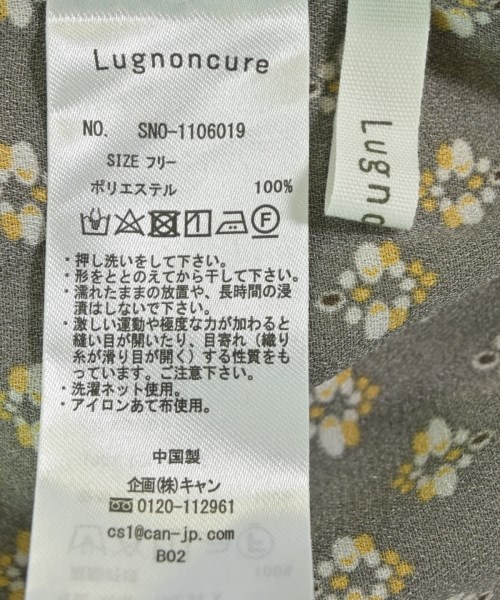 Lugnoncure
NO. SNO-1106019
SIZE フリー
ポリエステル 100%
F
・押し洗いをして下さい。
・形をととのえてから干して下さい。
・濡れたままの放置や、長時間の浸
漬はしないで下さい。
・激しい運動や極度な力が加わると
縫い目が開いたり、目寄れ（織り
糸が滑り目が開く）する性質をも
っています。ご注意下さい。
・洗濯ネット使用。
・アイロンあて布使用。
中国製
企画(株)キャン
0120-112961
cs1@can-jp.com
B02
Lugn